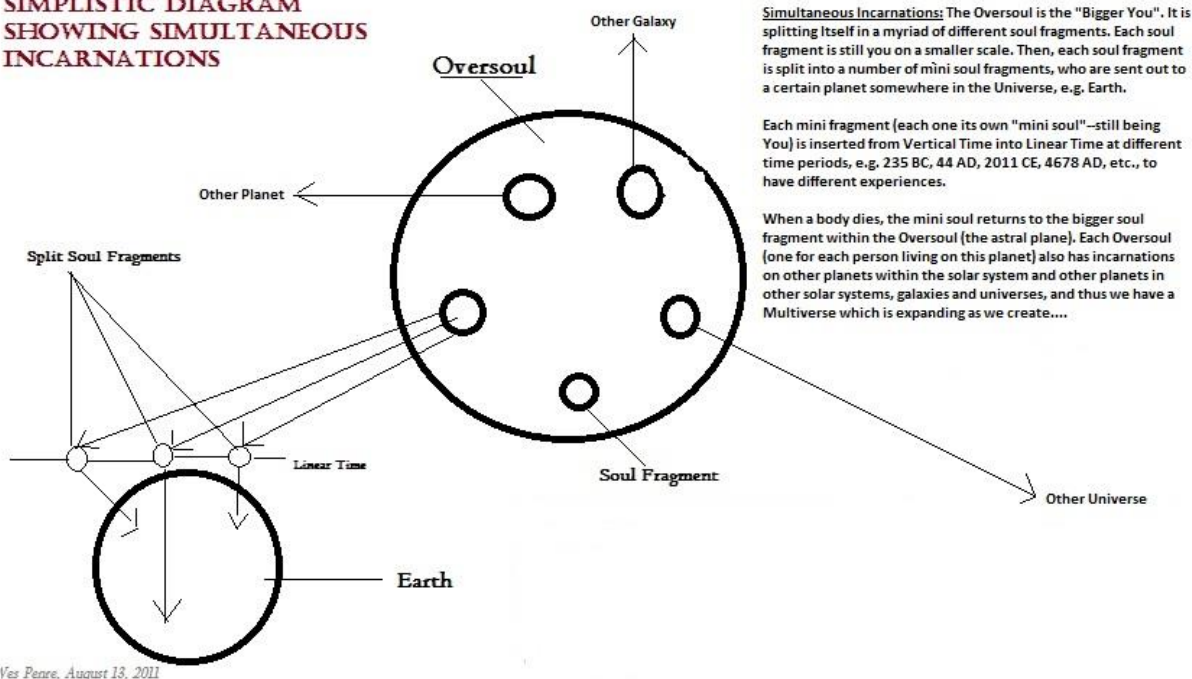 SIMPLISTIC DIAGRAM
SHOWING SIMULTANEOUS
INCARNATIONS
Other Galaxy
Oversoul
Other Planet
Split Soul Fragments
Linear Time
Soul Fragment
Other Universe
Earth
Wes Penre, August 13, 2011
Simultaneous Incarnations: The Oversoul is the "Bigger You". It is
splitting Itself in a myriad of different soul fragments. Each soul
fragment is still you on a smaller scale. Then, each soul fragment
is split into a number of mìni soul fragments, who are sent out to
a certain planet somewhere in the Universe, e.g. Earth.
Each mini fragment (each one its own "mini soul"--still being
You) is inserted from Vertical Time into Linear Time at different
time periods, e.g. 235 BC, 44 AD, 2011 CE, 4678 AD, etc., to
have different experiences.
When a body dies, the mini soul returns to the bigger soul
fragment within the Oversoul (the astral plane). Each Oversoul
(one for each person living on this planet) also has incarnations
on other planets within the solar system and other planets in
other solar systems, galaxies and universes, and thus we have a
Multiverse which is expanding as we create....